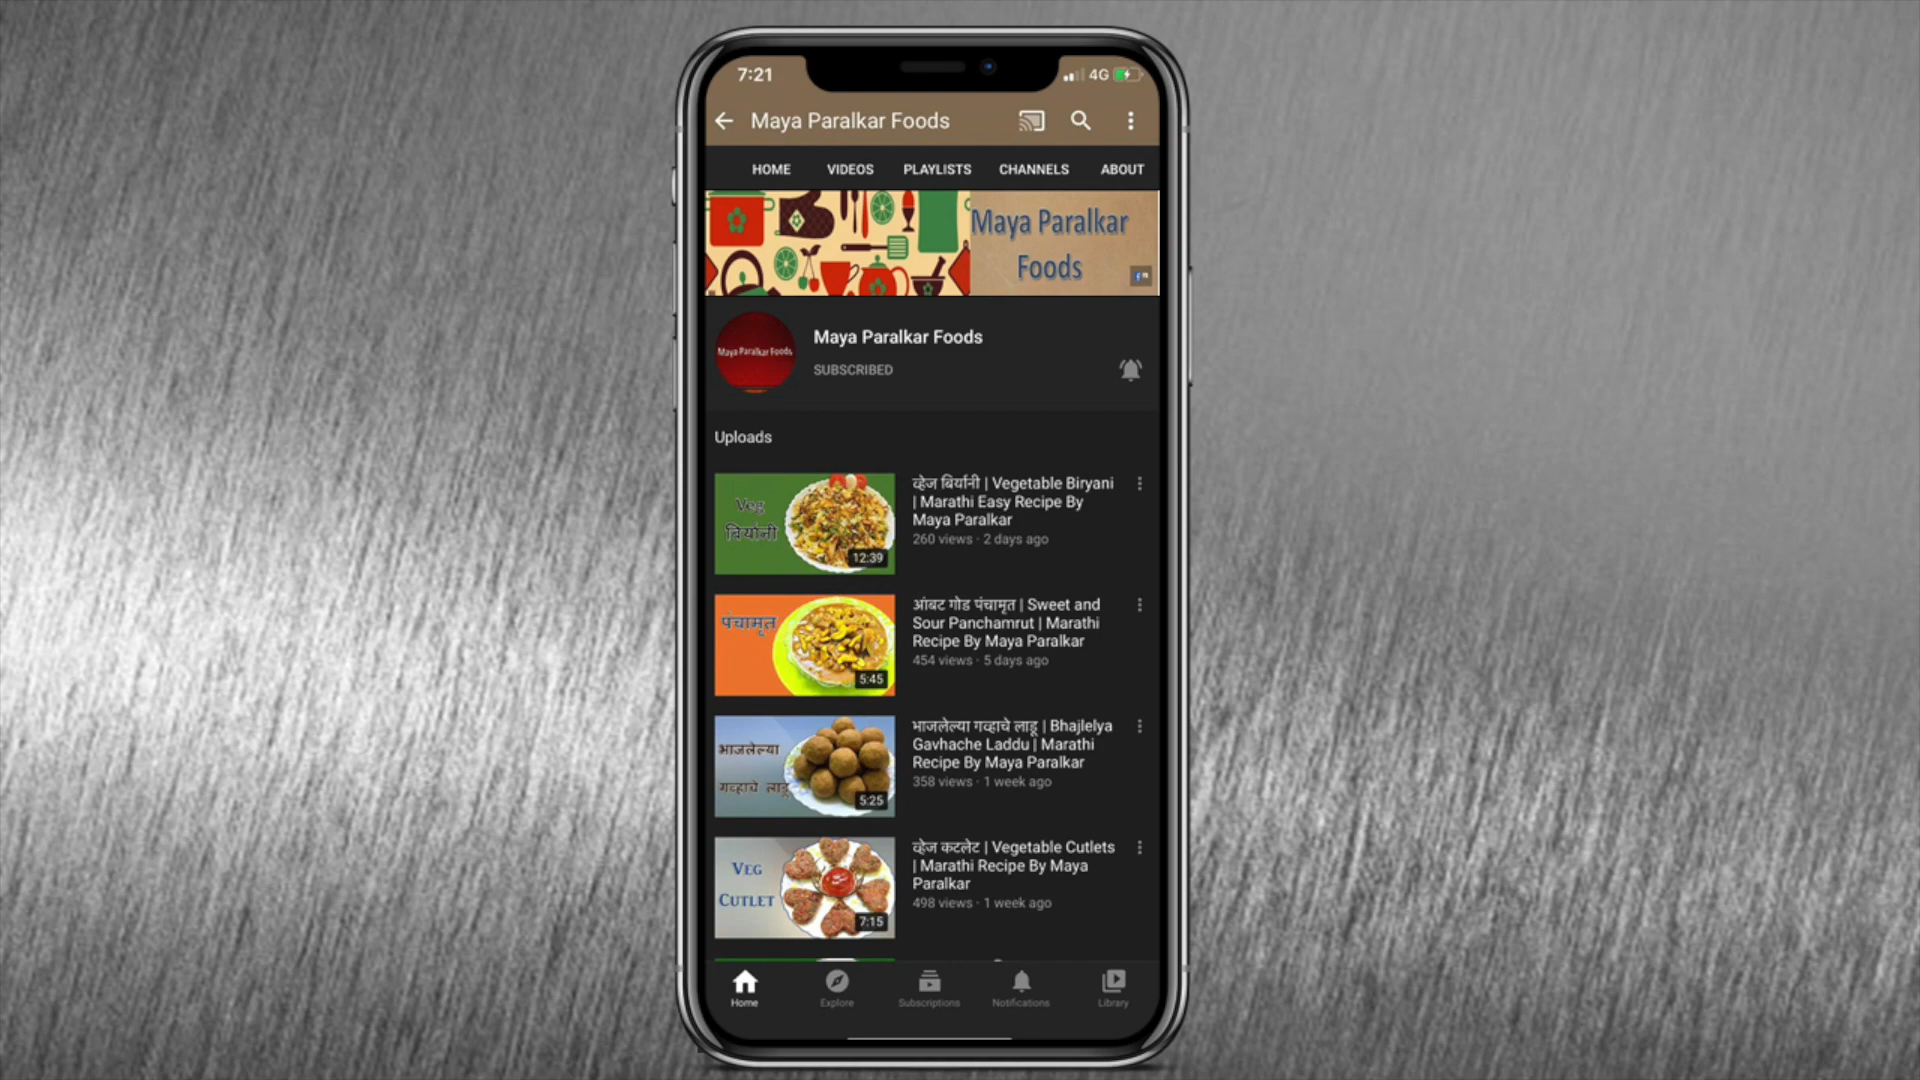 7:21
4G
Maya Paralkar Foods
HOME VIDEOS PLAYLISTS CHANNELS ABOUT
Maya Paralkar
Foods
Maya Paralkar Foods
Maya Paralkar Foods
SUBSCRIBED
Uploads
Veg
बिर्यानी
12:39
व्हेज बिर्यानी | Vegetable Biryani
| Marathi Easy Recipe By
Maya Paralkar
260 views · 2 days ago
पंचामृत
5:45
आंबट गोड पंचामृत | Sweet and
Sour Panchamrut | Marathi
Recipe By Maya Paralkar
454 views · 5 days ago
भाजलेल्या
गव्हाचे लाडू
5:25
भाजलेल्या गव्हाचे लाडू | Bhajlelya
Gavhache Laddu | Marathi
Recipe By Maya Paralkar
358 views · 1 week ago
VEG
CUTLET
7:15
व्हेज कटलेट | Vegetable Cutlets
| Marathi Recipe By Maya
Paralkar
498 views · 1 week ago
Home Explore Subscriptions Notifications Library